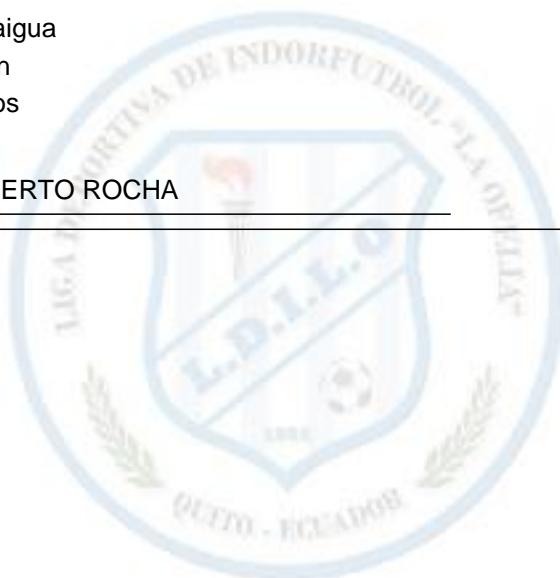 aigua
n
os
ERTO ROCHA
LIGA DEPORTIVA DE INDORFUTBOL "LA OFELIA"
L.D.I.L.O
QUITO - ECUADOR